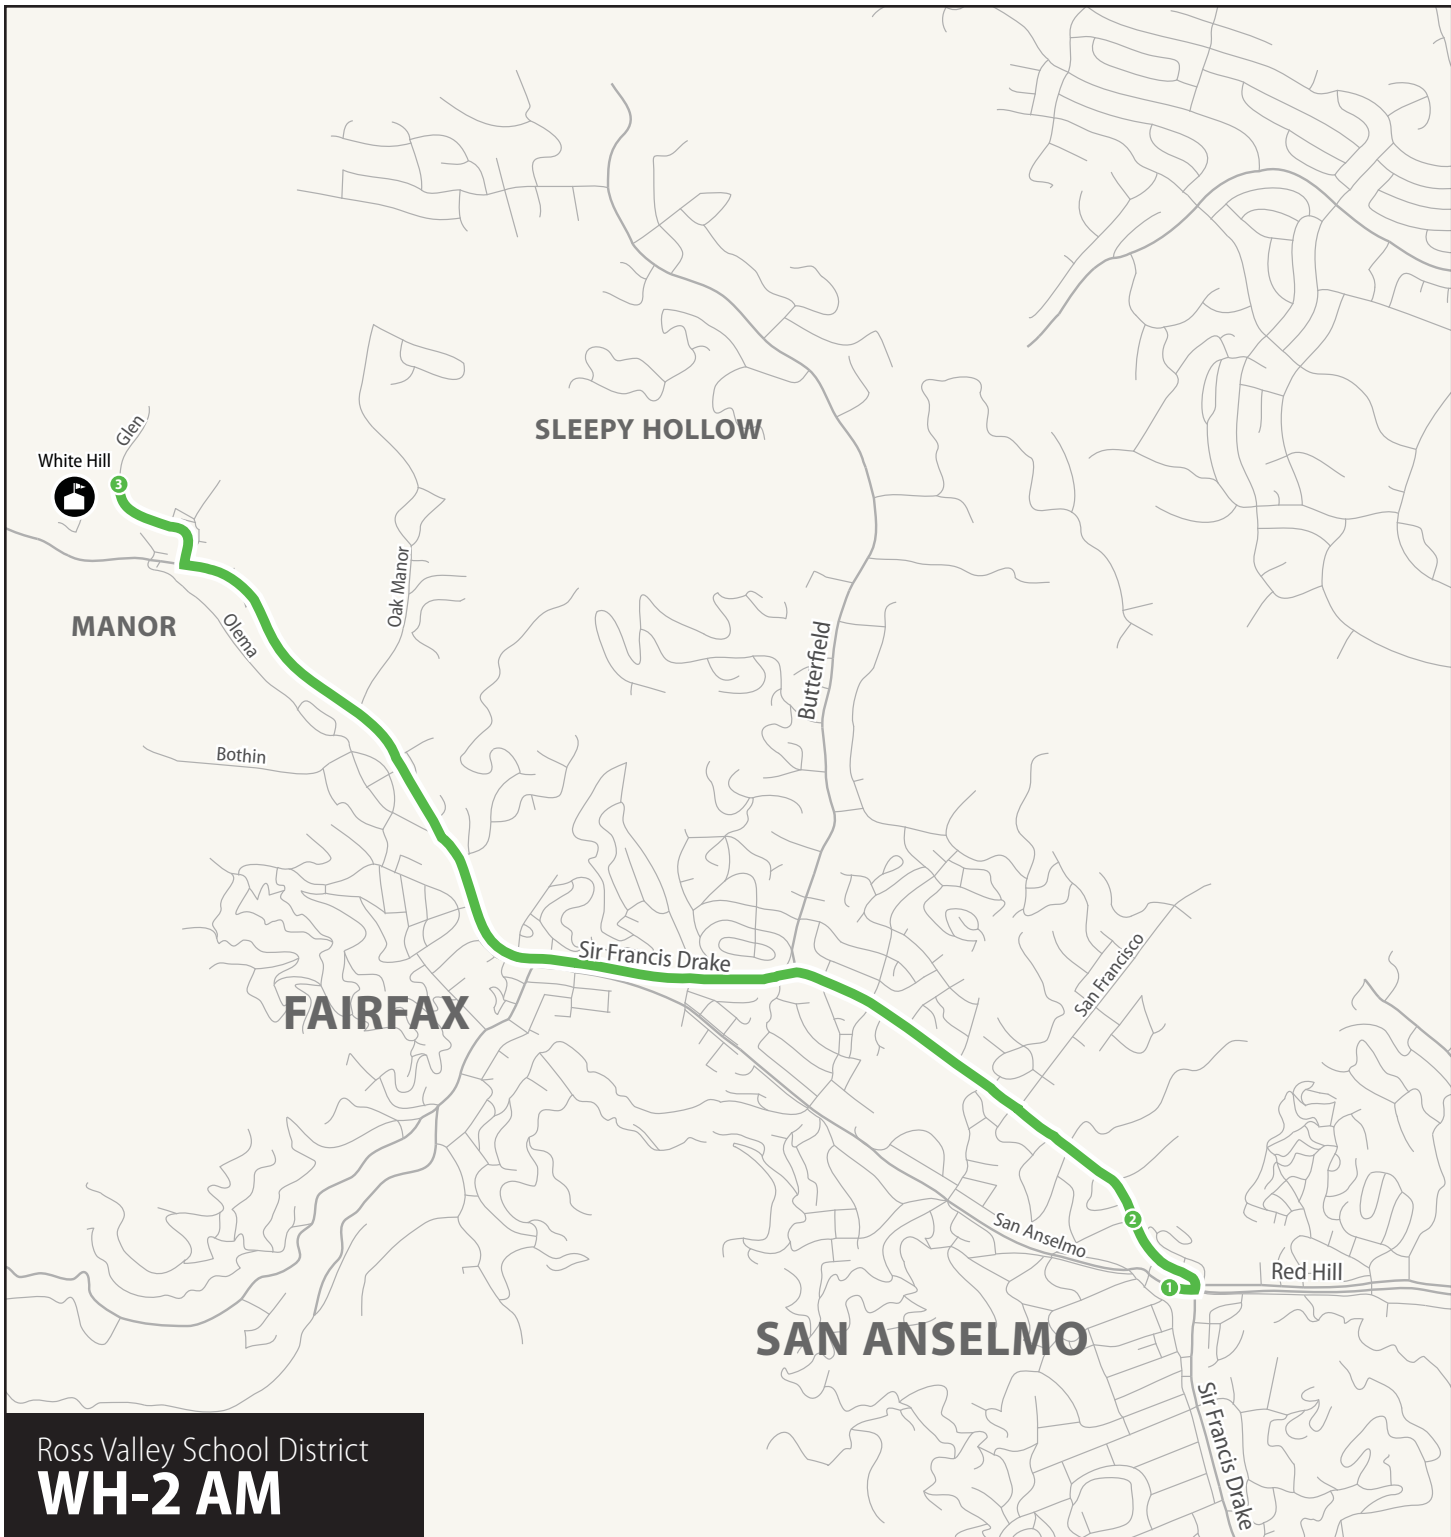 SLEEPY HOLLOW
Glen
White Hill
3
Oak Manor
MANOR
Olema
Butterfield
Bothin
Sir Francis Drake
San Francisco
FAIRFAX
2
San Anselmo
1
Red Hill
SAN ANSELMO
Sir Francis Drake
Ross Valley School District
WH-2 AM